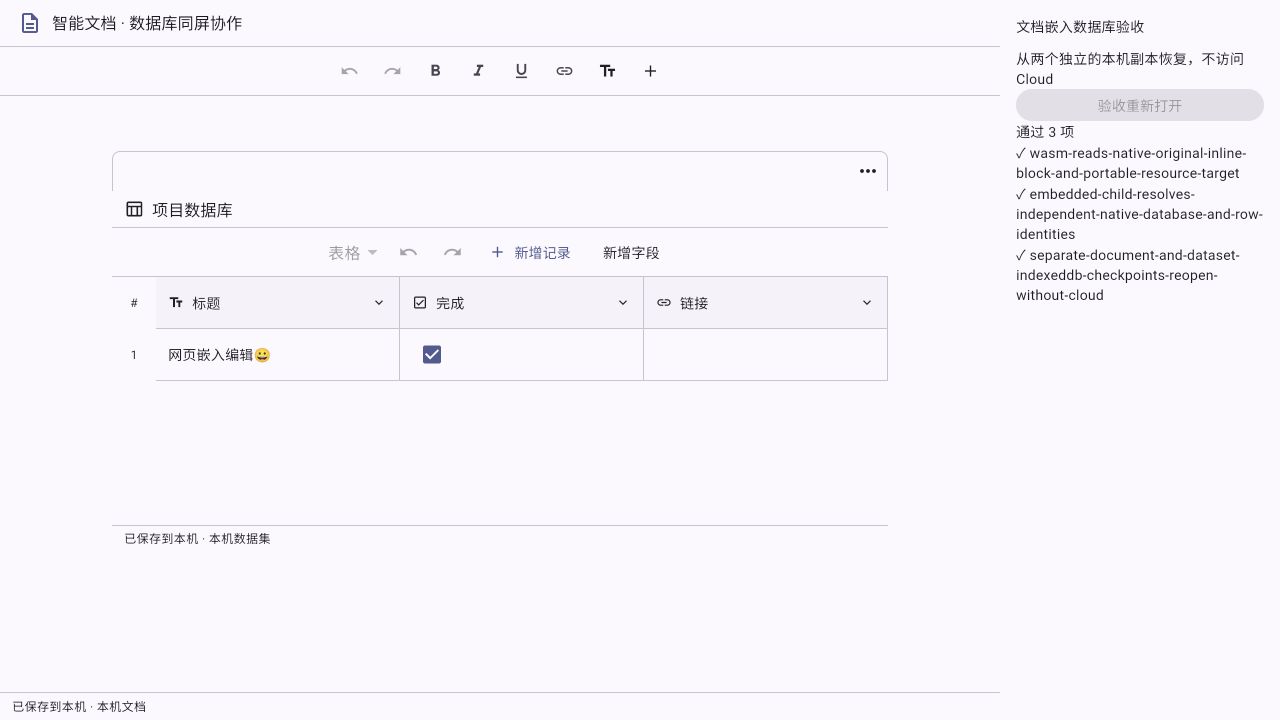 智能文档 · 数据库同屏协作
B I U Tт +
项目数据库
表格 + 新增记录 新增字段
# Tт 标题 完成 链接
1 网页嵌入编辑😀
已保存到本机 · 本机数据集
已保存到本机 · 本机文档
文档嵌入数据库验收
从两个独立的本机副本恢复，不访问
Cloud
验收重新打开
通过 3 项
✓ wasm-reads-native-original-inline-
block-and-portable-resource-target
✓ embedded-child-resolves-
independent-native-database-and-row-
identities
✓ separate-document-and-dataset-
indexeddb-checkpoints-reopen-
without-cloud